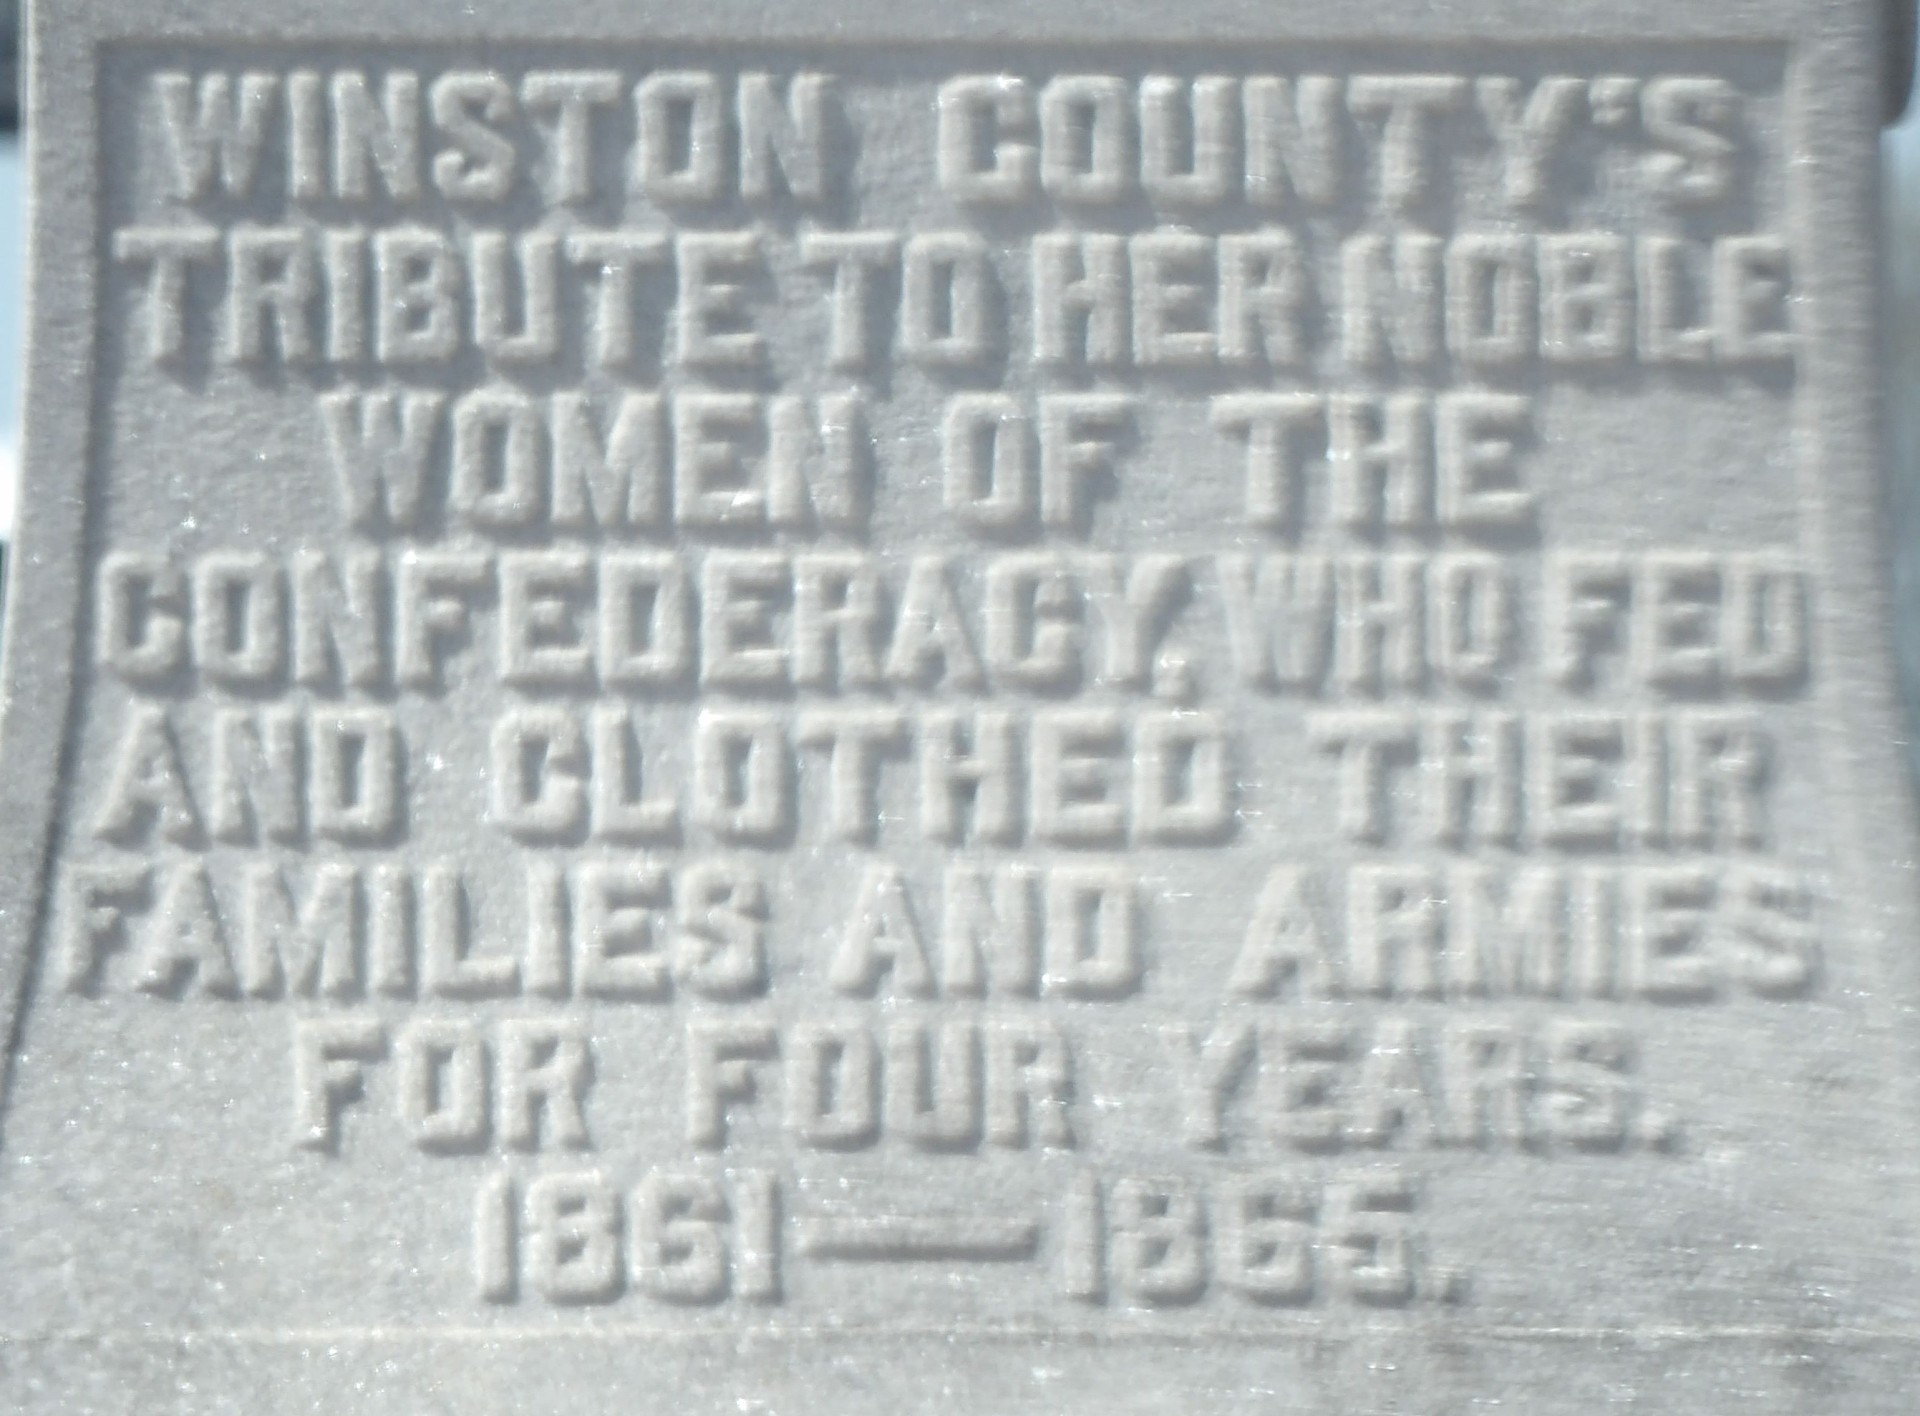 WINSTON COUNTY'S
TRIBUTE TO HER NOBLE
WOMEN OF THE
CONFEDERACY, WHO FED
AND CLOTHED THEIR
FAMILIES AND ARMIES
FOR FOUR YEARS.
1861—1865.